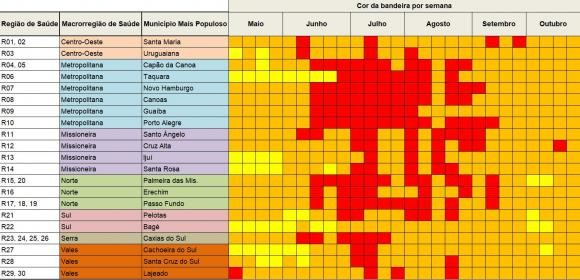 Cor da bandeira por semana
Região de Saúde Macrorregião de Saúde Município Mais Populoso
Maio Junho Julho Agosto Setembro Outubro
R01, 02 Centro-Oeste Santa Maria
R03 Centro-Oeste Uruguaiana
R04, 05 Metropolitana Capão da Canoa
R06 Metropolitana Taquara
R07 Metropolitana Novo Hamburgo
R08 Metropolitana Canoas
R09 Metropolitana Guaíba
R10 Metropolitana Porto Alegre
R11 Missioneira Santo Ângelo
R12 Missioneira Cruz Alta
R13 Missioneira Ijuí
R14 Missioneira Santa Rosa
R15, 20 Norte Palmeira das Mis.
R16 Norte Erechim
R17, 18, 19 Norte Passo Fundo
R21 Sul Pelotas
R22 Sul Bagé
R23, 24, 25, 26 Serra Caxias do Sul
R27 Vales Cachoeira do Sul
R28 Vales Santa Cruz do Sul
R29, 30 Vales Lajeado